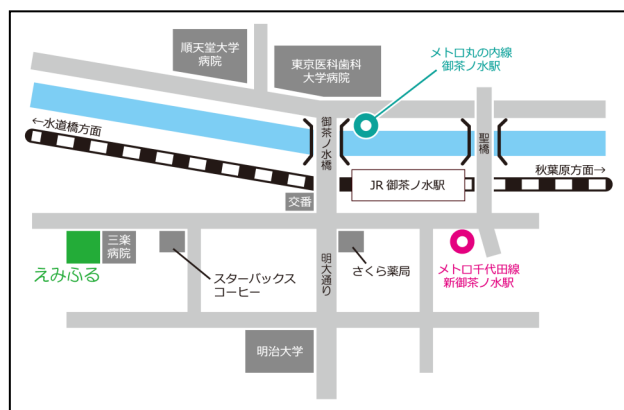 順天堂大学
病院
東京医科歯科
大学病院
メトロ丸の内線
御茶ノ水駅
←水道橋方面
御茶ノ水橋
聖橋
秋葉原方面→
JR 御茶ノ水駅
交番
三楽
病院
えみふる
スターバックス
コーヒー
明大通り
さくら薬局
メトロ千代田線
新御茶ノ水駅
明治大学